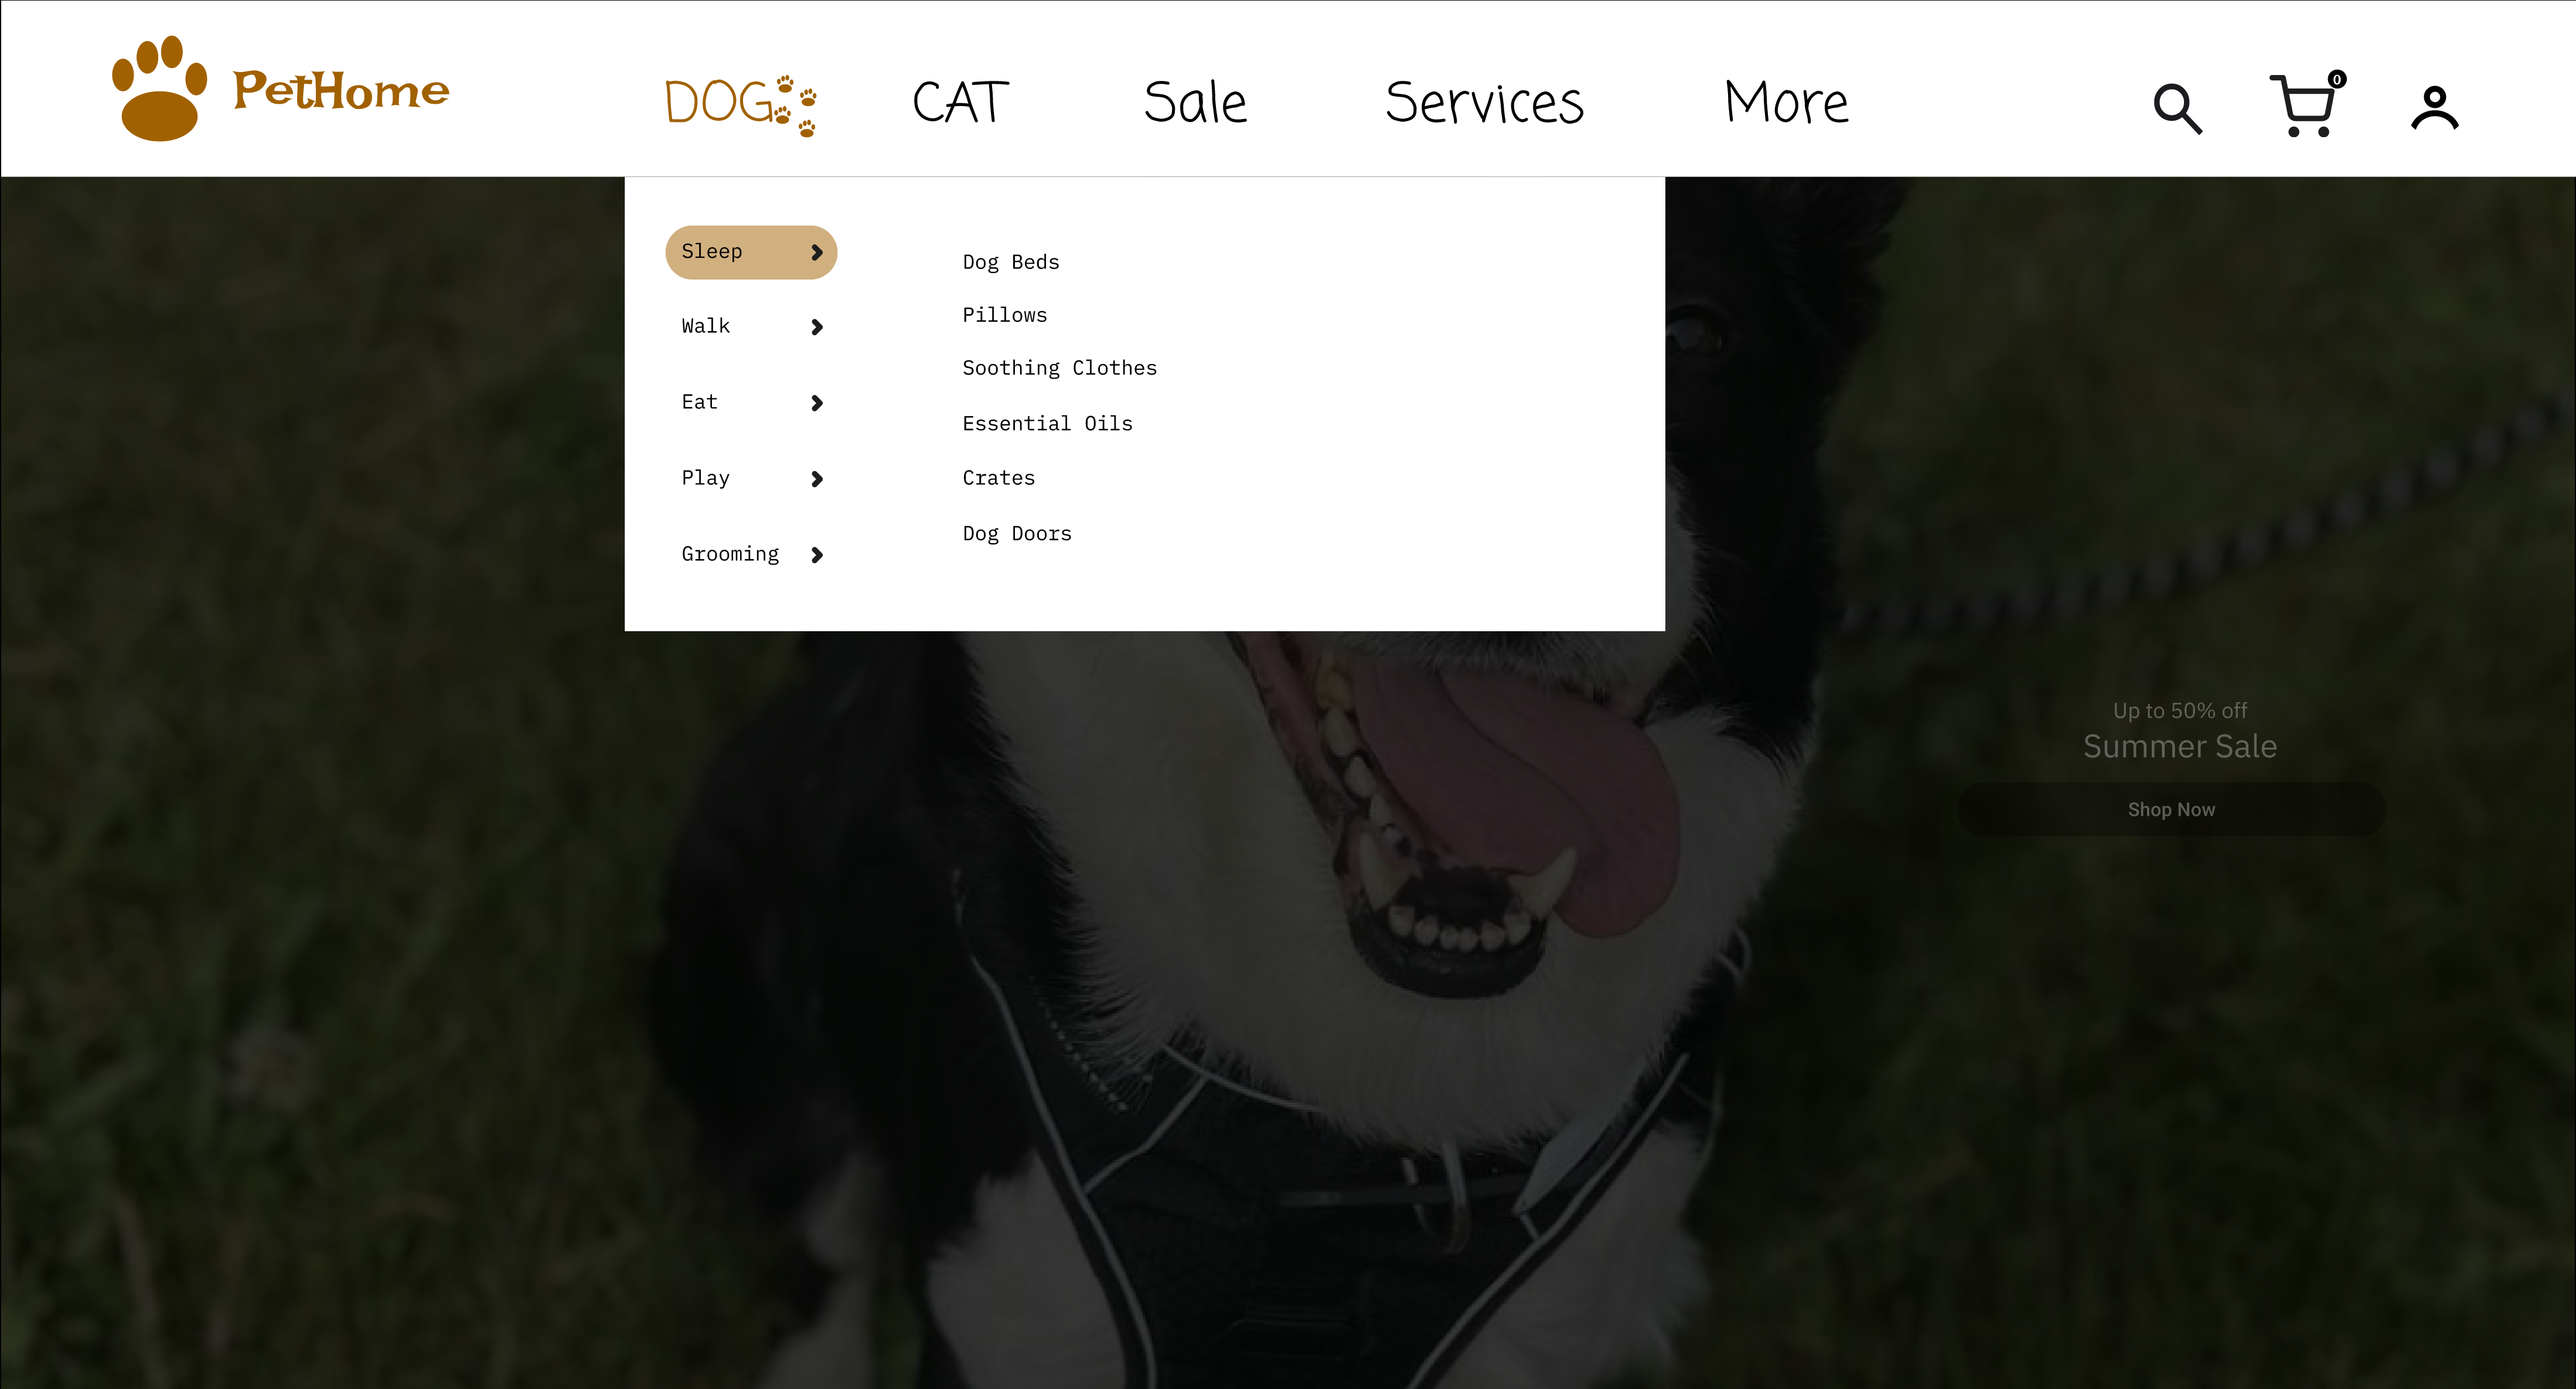 PetHome
DOG
CAT
Sale
Services
More
0
Sleep
Walk
Eat
Play
Grooming
Dog Beds
Pillows
Soothing Clothes
Essential Oils
Crates
Dog Doors
Up to 50% off
Summer Sale
Shop Now